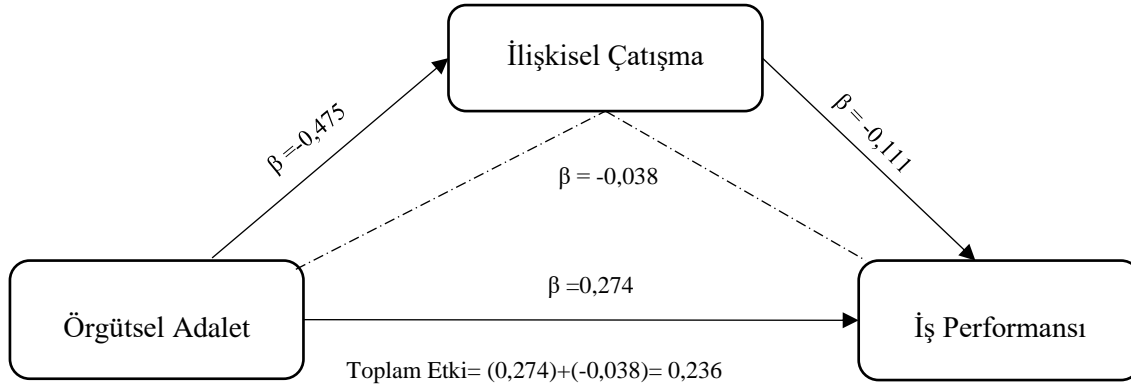 İlişkisel Çatışma
β =-0,475
β = -0,111
β = -0,038
β =0,274
Örgütsel Adalet
İş Performansı
Toplam Etki= (0,274)+(-0,038)= 0,236